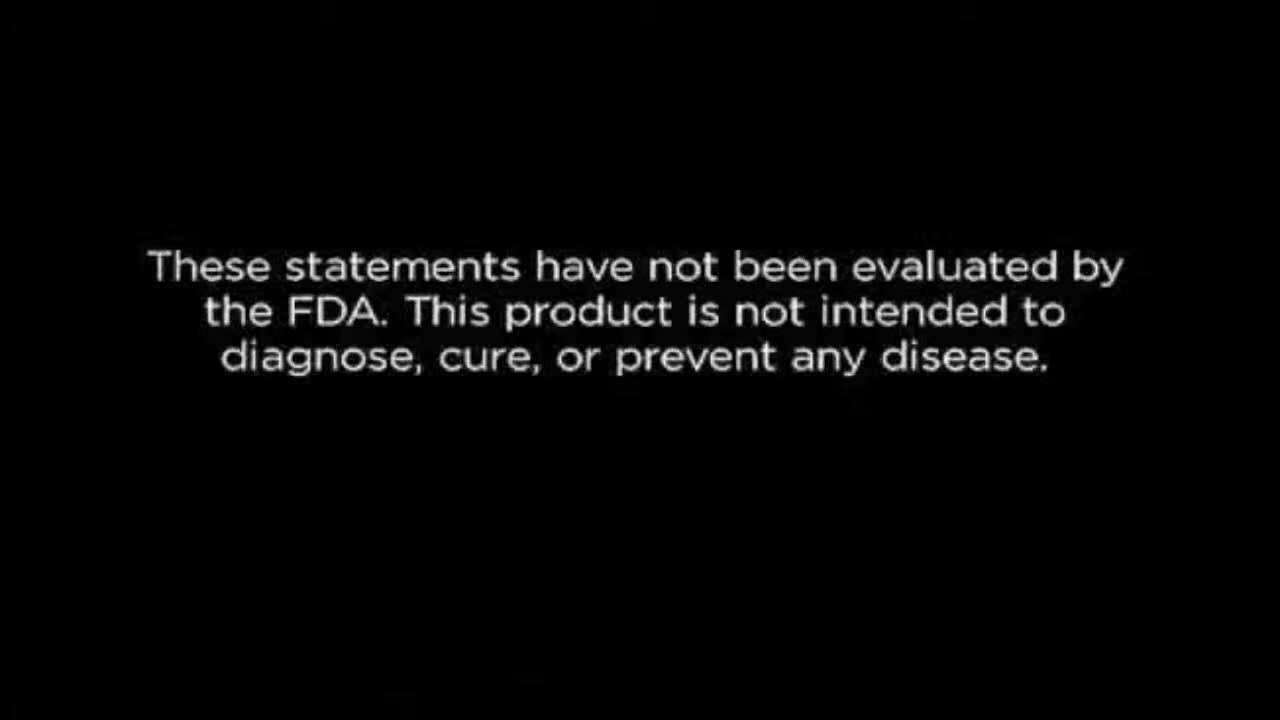 These statements have not been evaluated by
the FDA. This product is not intended to
diagnose, cure, or prevent any disease.